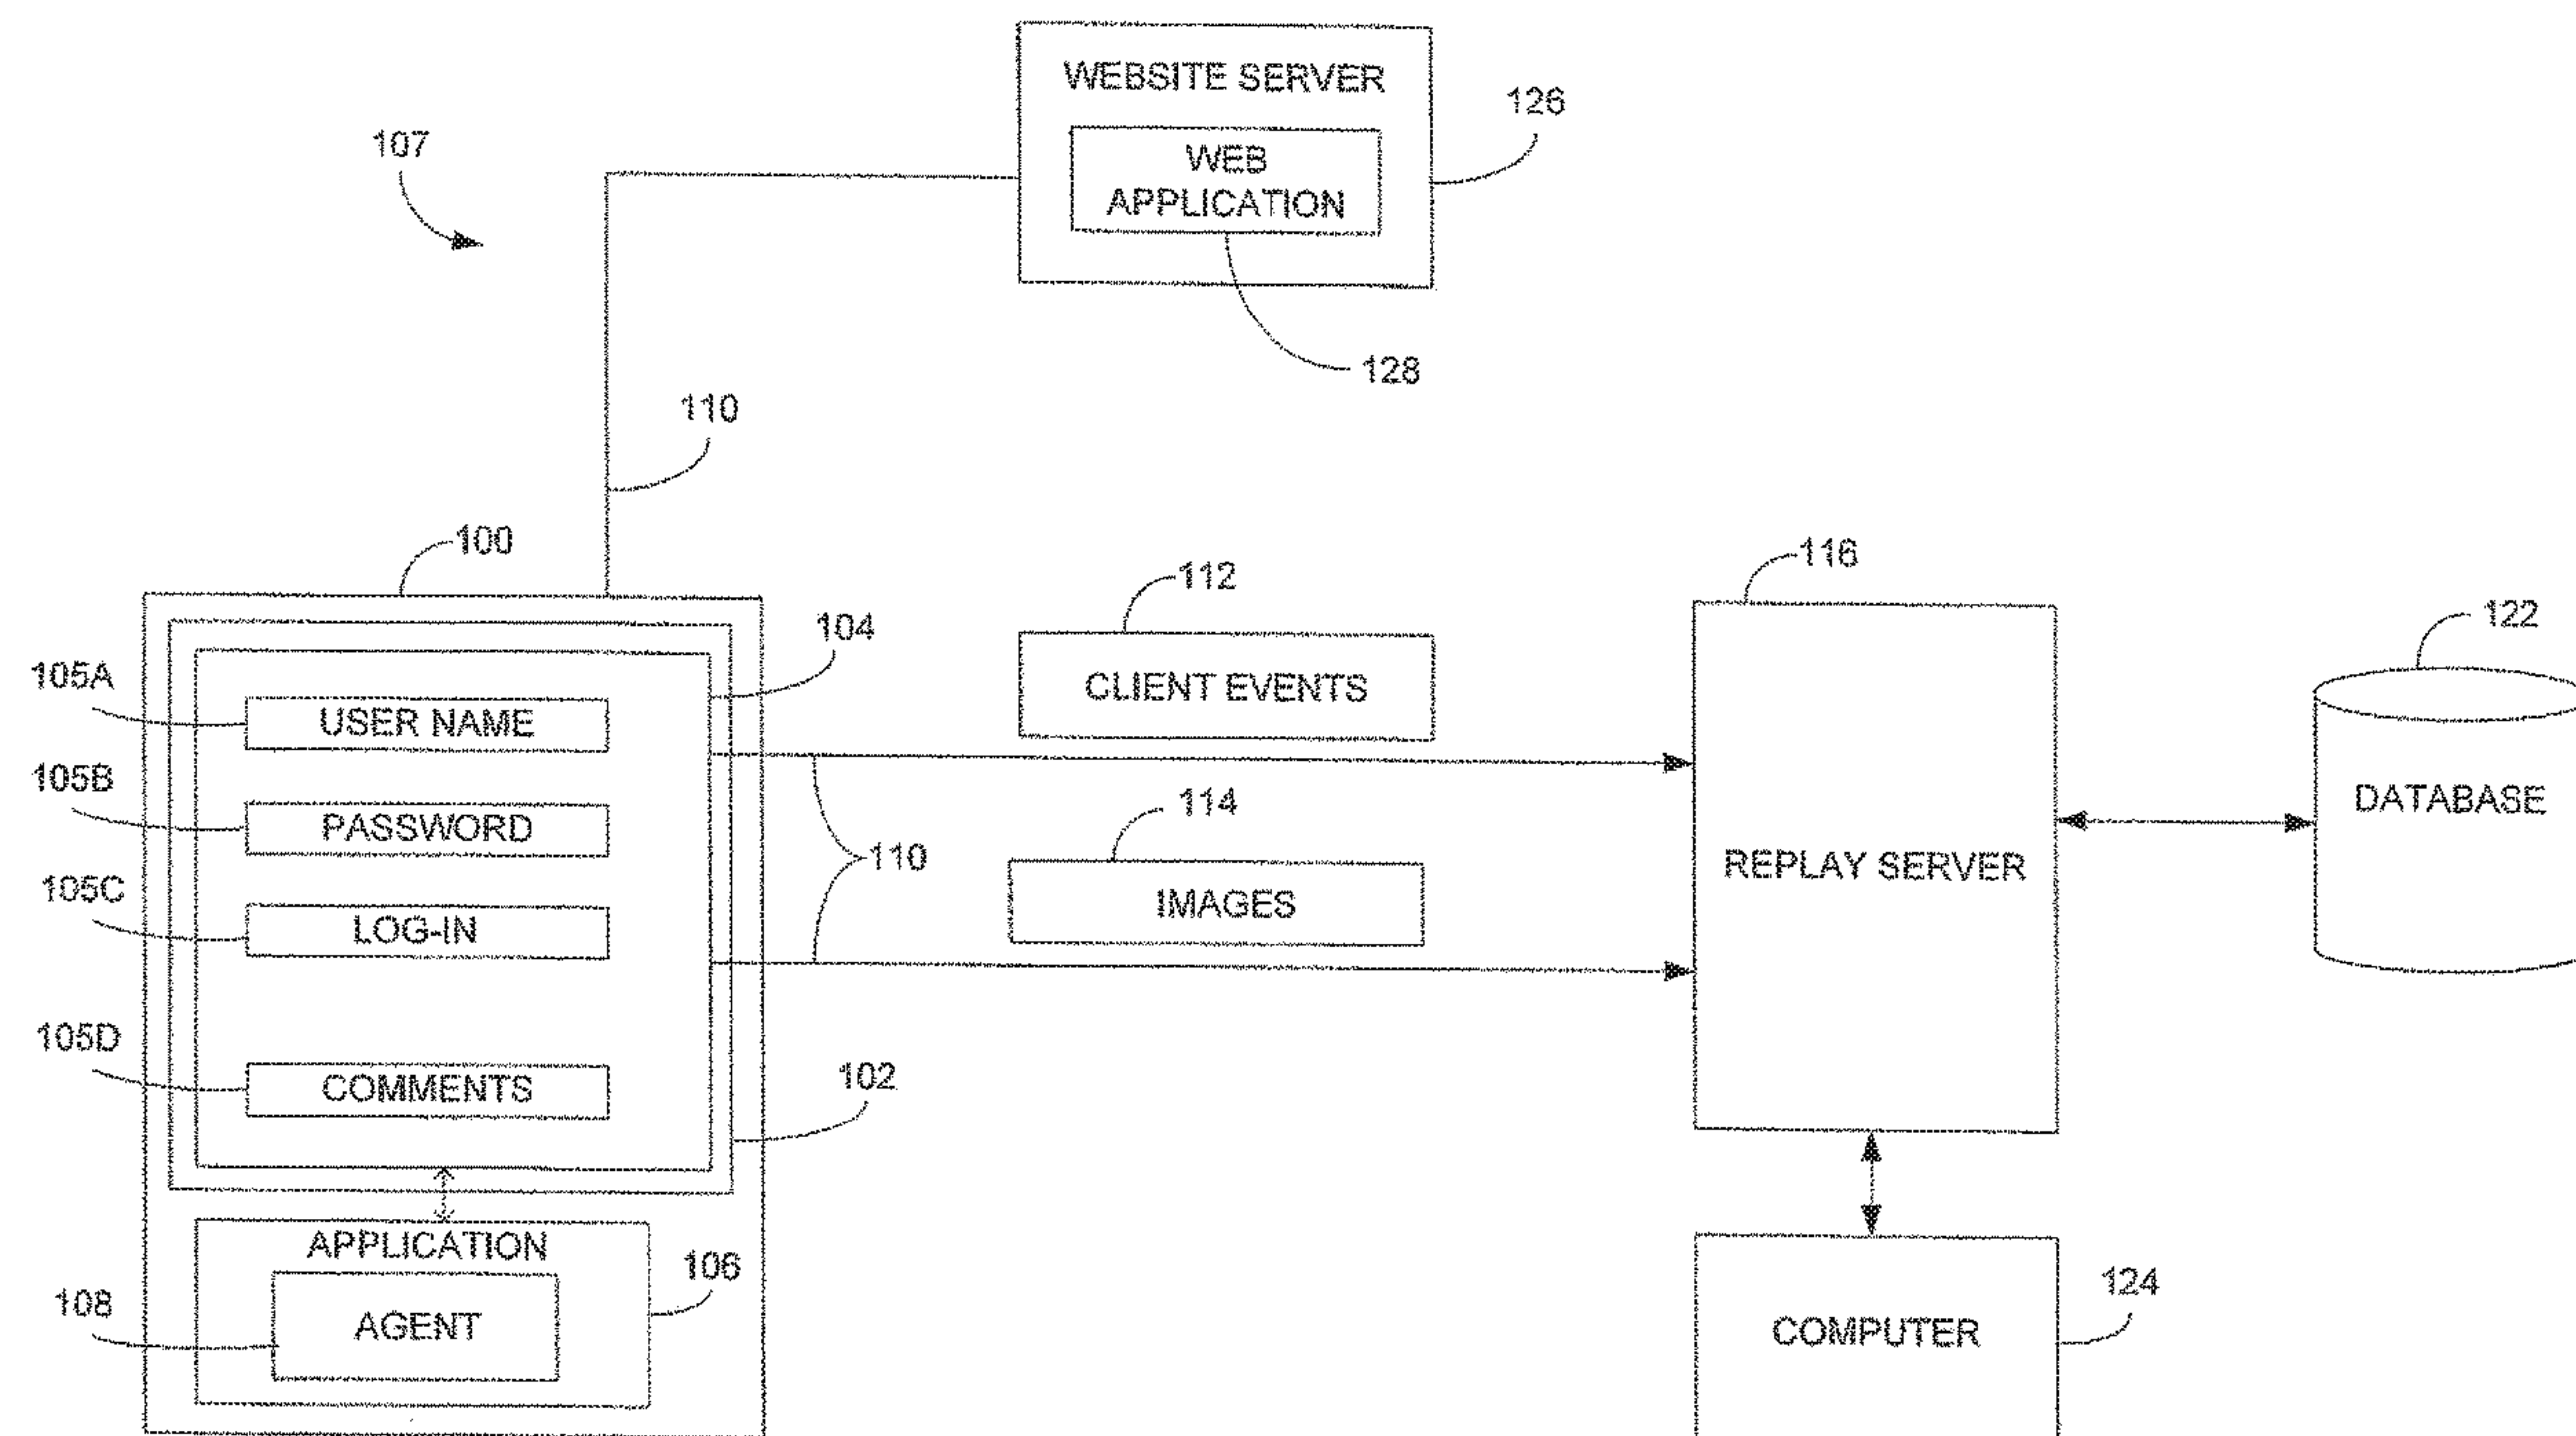 WEBSITE SERVER
126
WEB
APPLICATION
107
128
110
100
112
116
104
122
105A
USER NAME
CLIENT EVENTS
105B
PASSWORD
114
DATABASE
110
REPLAY SERVER
105C
LOG-IN
IMAGES
105D
COMMENTS
102
APPLICATION
106
108
AGENT
124
COMPUTER